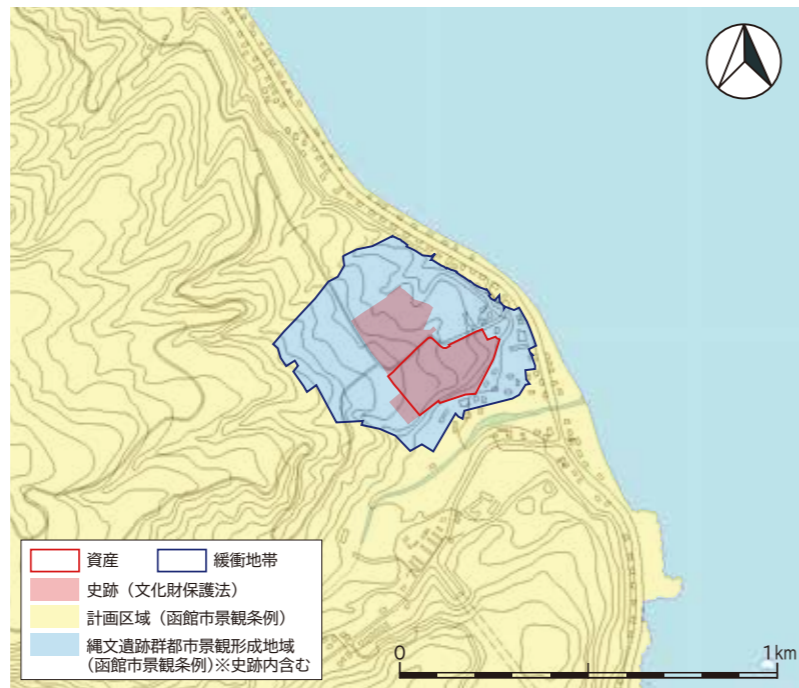 資産
緩衝地帯
史跡（文化財保護法）
計画区域（函館市景観条例）
縄文遺跡群都市景観形成地域
（函館市景観条例）※史跡内含む
0
1km